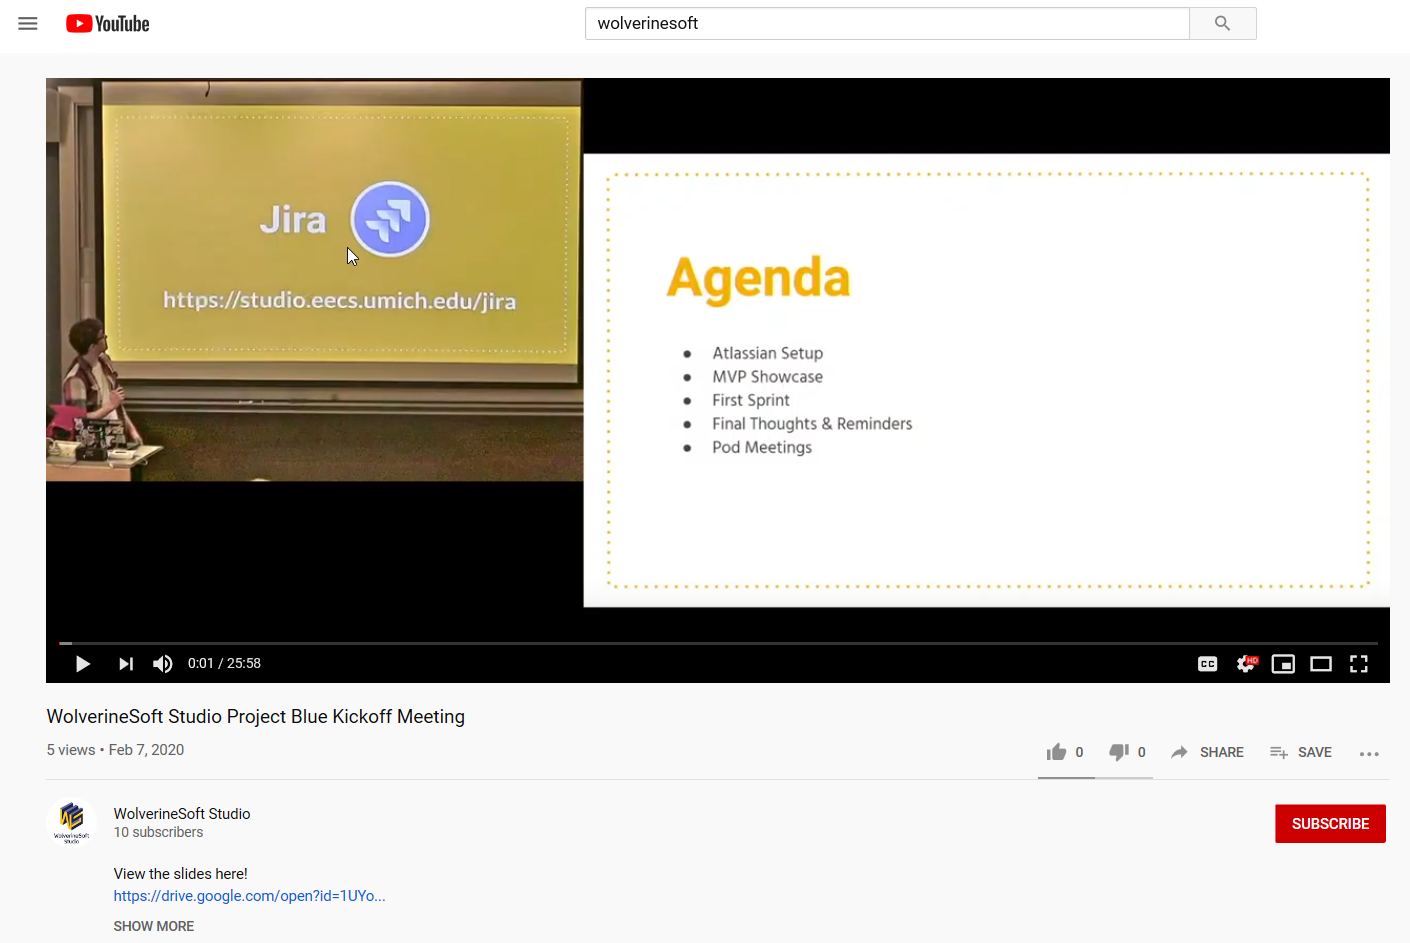 YouTube
wolverinesoft
Jira
https://studio.eecs.umich.edu/jira
Agenda
● Atlassian Setup
● MVP Showcase
● First Sprint
● Final Thoughts & Reminders
● Pod Meetings
0:01 / 25:58
CC
HD
WolverineSoft Studio Project Blue Kickoff Meeting
5 views • Feb 7, 2020
0
0
SHARE
SAVE
WolverineSoft
Studio
WolverineSoft Studio
10 subscribers
SUBSCRIBE
View the slides here!
https://drive.google.com/open?id=1UYo...
SHOW MORE